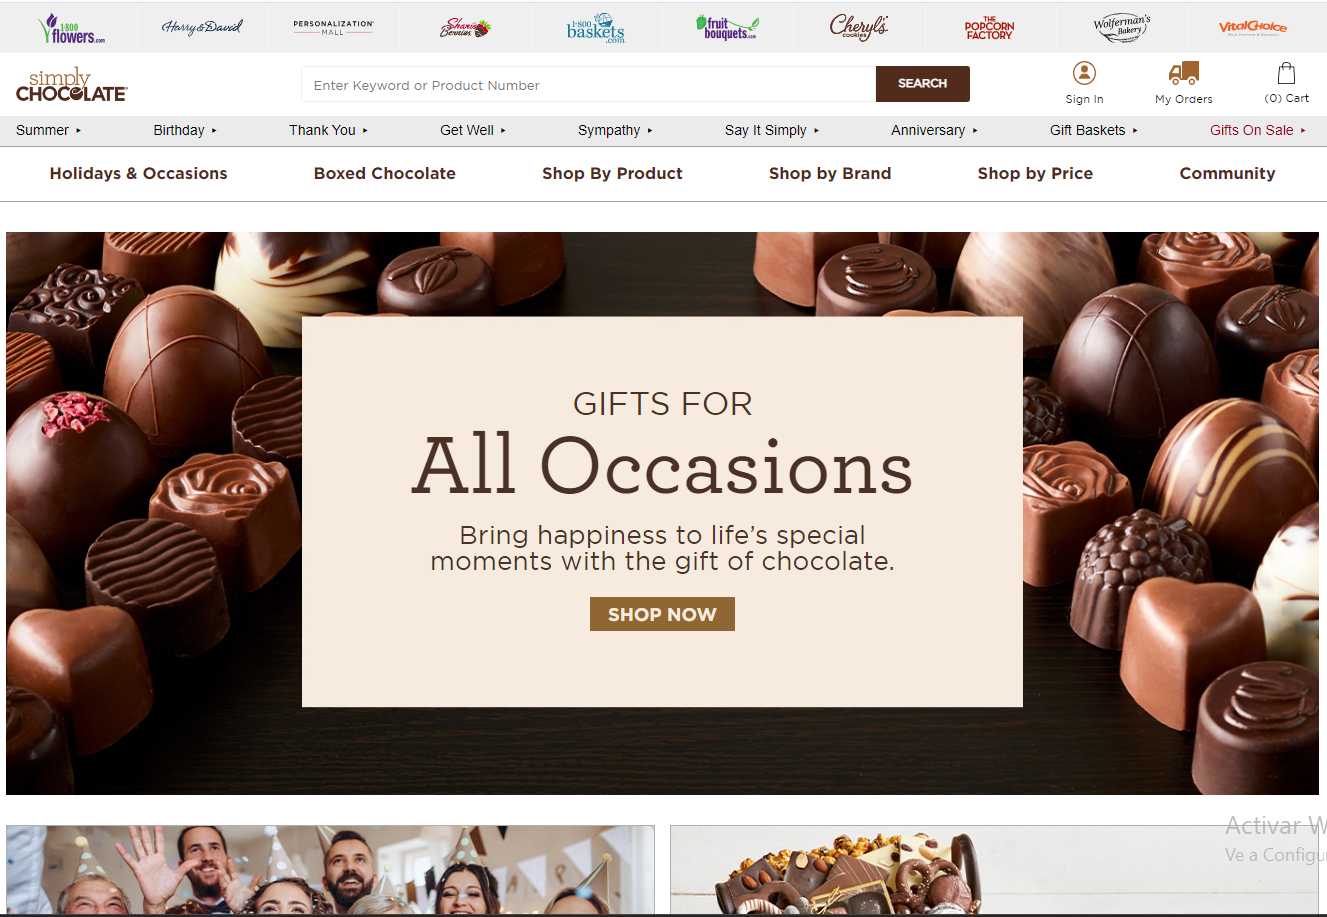 1-800 flowers.com
Harry & David
PERSONALIZATION MALL
Shari's Berries
1-800 baskets.com
fruit bouquets.com
Cheryl's COOKIES
THE POPCORN FACTORY
Wolferman's Bakery
VitalChoice
simply CHOCOLATE
Enter Keyword or Product Number
SEARCH
Sign In
My Orders
(0) Cart
Summer
Birthday
Thank You
Get Well
Sympathy
Say It Simply
Anniversary
Gift Baskets
Gifts On Sale
Holidays & Occasions
Boxed Chocolate
Shop By Product
Shop by Brand
Shop by Price
Community
GIFTS FOR
All Occasions
Bring happiness to life's special
moments with the gift of chocolate.
SHOP NOW
Activar W
Ve a Configu